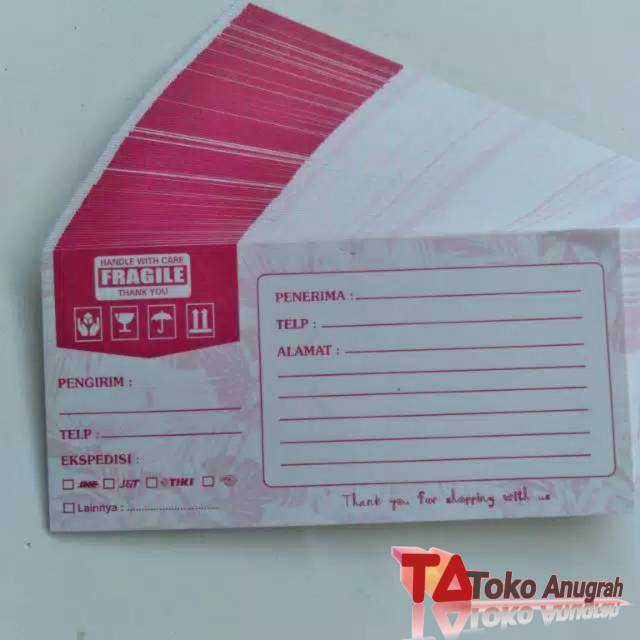 HANDLE WITH CARE
FRAGILE
THANK YOU
PENGIRIM :
TELP :
EKSPEDISI :
JNE J&T TIKI
Lainnya : ..........................
PENERIMA :
TELP :
ALAMAT :
Thank you for shopping with us
TA Toko Anugrah